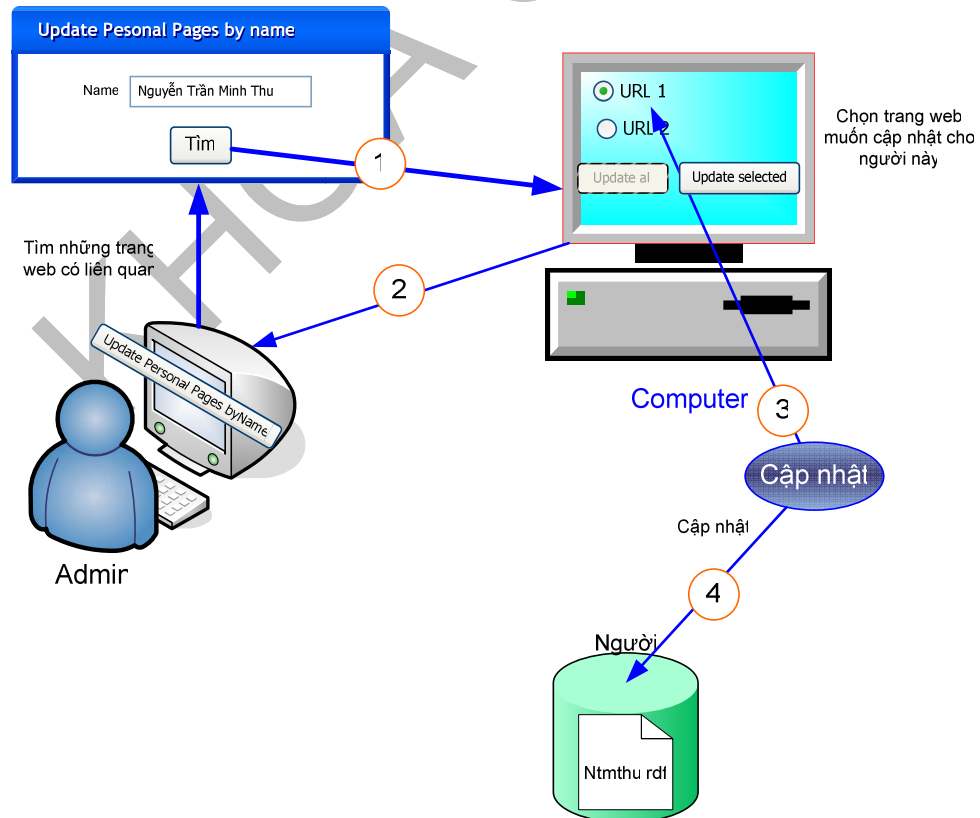 Update Pesonal Pages by name
Name
Nguyễn Trần Minh Thu
Tìm
1
URL 1
URL 2
Update al
Update selected
Chọn trang web
muốn cập nhật cho
người này
Tìm những trang
web có liên quan
2
Update Personal Pages byName
Admin
Computer
3
Cập nhật
Cập nhật
4
Người
Ntmthu rdf
KHOA